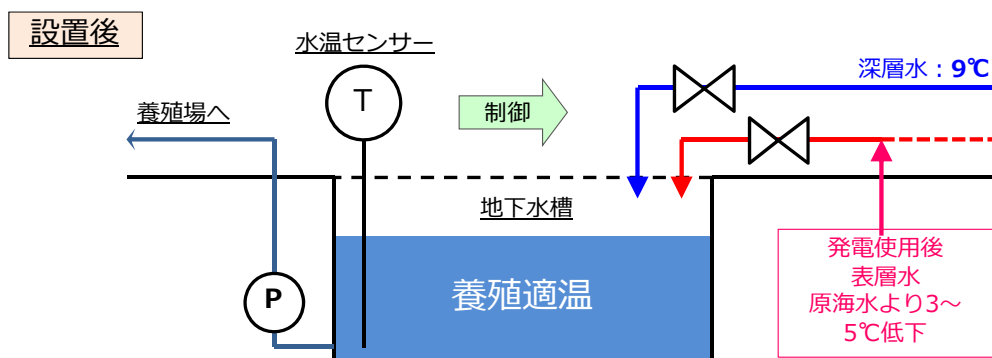 設置後
水温センサー
T
制御
深層水：9℃
養殖場へ
地下水槽
養殖適温
P
発電使用後
表層水
原海水より3～
5℃低下